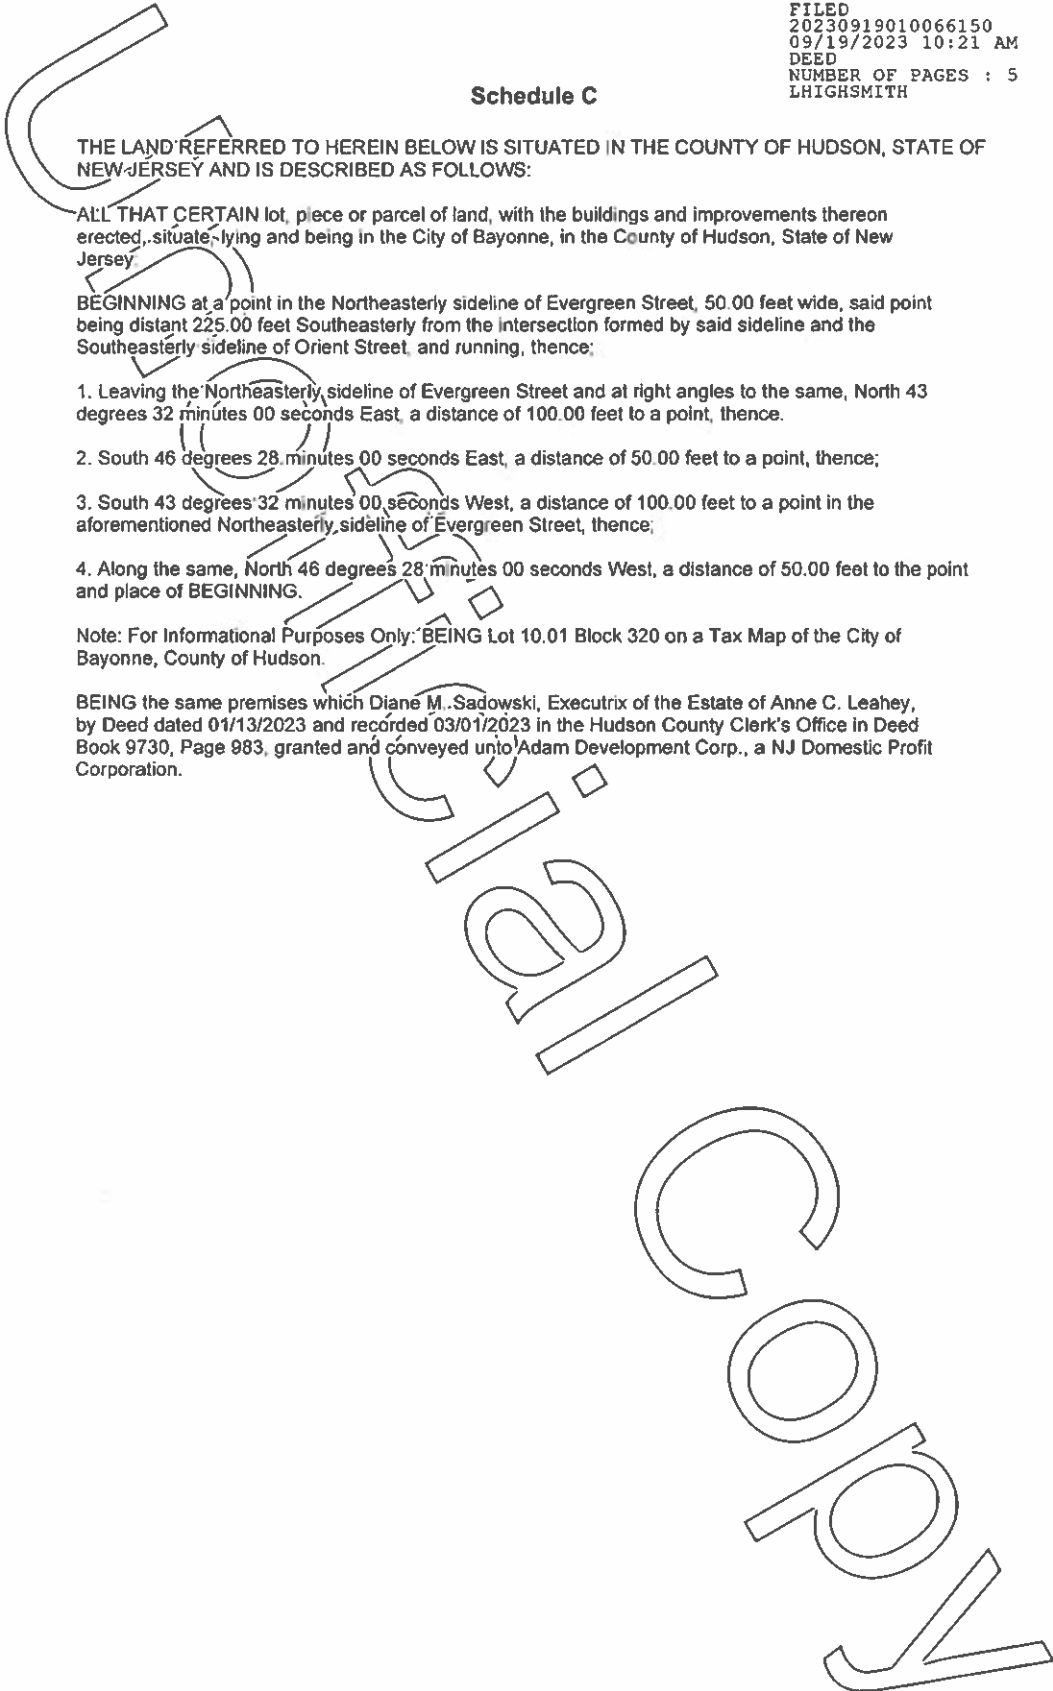 FILED
20230919010066150
09/19/2023 10:21 AM
DEED
NUMBER OF PAGES : 5
LHIGHSMITH
Schedule C
THE LAND REFERRED TO HEREIN BELOW IS SITUATED IN THE COUNTY OF HUDSON, STATE OF
NEW JERSEY AND IS DESCRIBED AS FOLLOWS:
ALL THAT CERTAIN lot, piece or parcel of land, with the buildings and improvements thereon
erected, situate, lying and being in the City of Bayonne, in the County of Hudson, State of New
Jersey:
BEGINNING at a point in the Northeasterly sideline of Evergreen Street, 50.00 feet wide, said point
being distant 225.00 feet Southeasterly from the intersection formed by said sideline and the
Southeasterly sideline of Orient Street, and running, thence;
1. Leaving the Northeasterly sideline of Evergreen Street and at right angles to the same, North 43
degrees 32 minutes 00 seconds East, a distance of 100.00 feet to a point, thence.
2. South 46 degrees 28 minutes 00 seconds East, a distance of 50.00 feet to a point, thence;
3. South 43 degrees 32 minutes 00 seconds West, a distance of 100.00 feet to a point in the
aforementioned Northeasterly sideline of Evergreen Street, thence;
4. Along the same, North 46 degrees 28 minutes 00 seconds West, a distance of 50.00 feet to the point
and place of BEGINNING.
Note: For Informational Purposes Only: BEING Lot 10.01 Block 320 on a Tax Map of the City of
Bayonne, County of Hudson.
BEING the same premises which Diane M. Sadowski, Executrix of the Estate of Anne C. Leahey,
by Deed dated 01/13/2023 and recorded 03/01/2023 in the Hudson County Clerk's Office in Deed
Book 9730, Page 983, granted and conveyed unto Adam Development Corp., a NJ Domestic Profit
Corporation.
Unofficial Copy